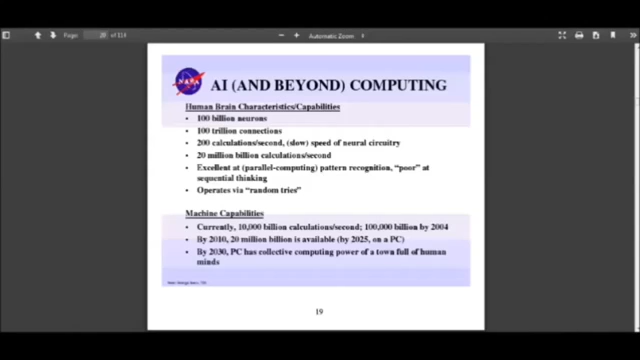 Page: 20 of 114
Automatic Zoom
NASA
AI (AND BEYOND) COMPUTING
Human Brain Characteristics/Capabilities
• 100 billion neurons
• 100 trillion connections
• 200 calculations/second, (slow) speed of neural circuitry
• 20 million billion calculations/second
• Excellent at (parallel-computing) pattern recognition, "poor" at
sequential thinking
• Operates via "random tries"
Machine Capabilities
• Currently, 10,000 billion calculations/second; 100,000 billion by 2004
• By 2010, 20 million billion is available (by 2025, on a PC)
• By 2030, PC has collective computing power of a town full of human
minds
19